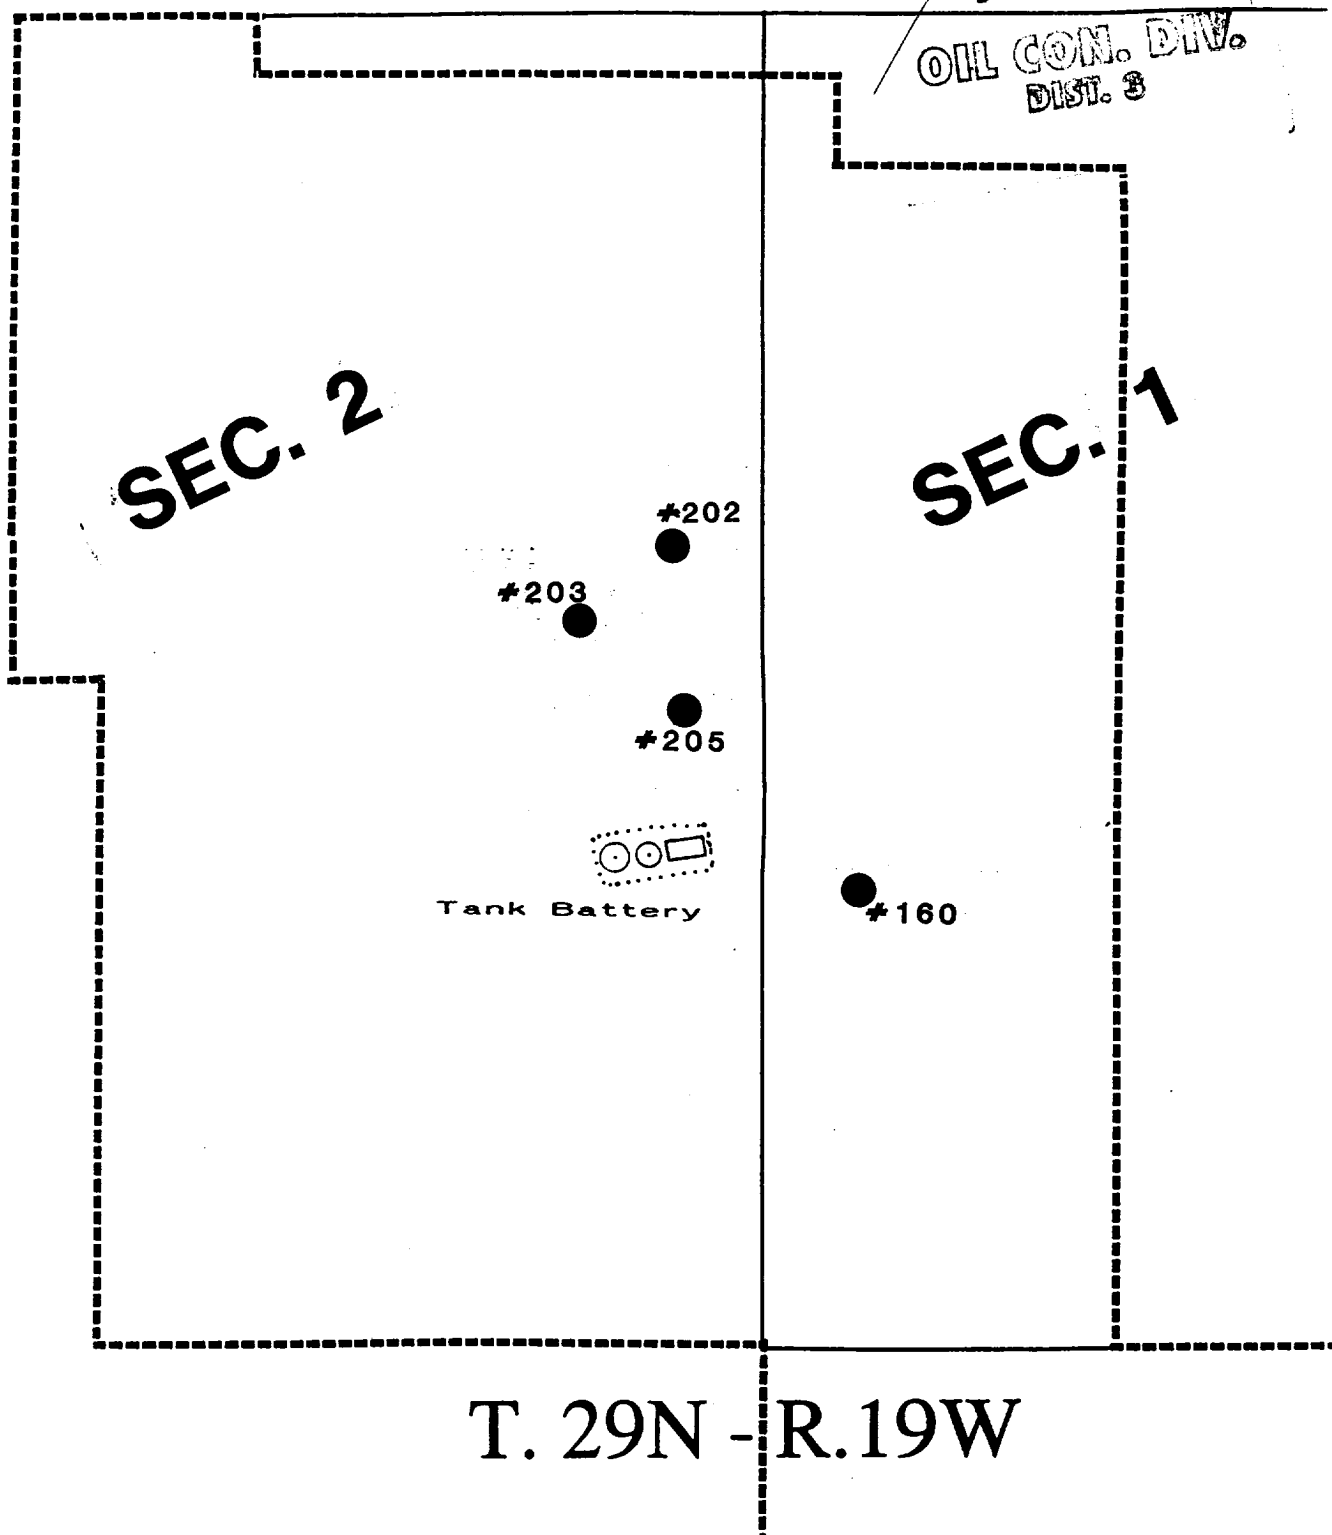 OIL CON. DIV.
DIST. 3
SEC. 2
SEC. 1
#202
#203
#205
Tank Battery
#160
T. 29N - R.19W